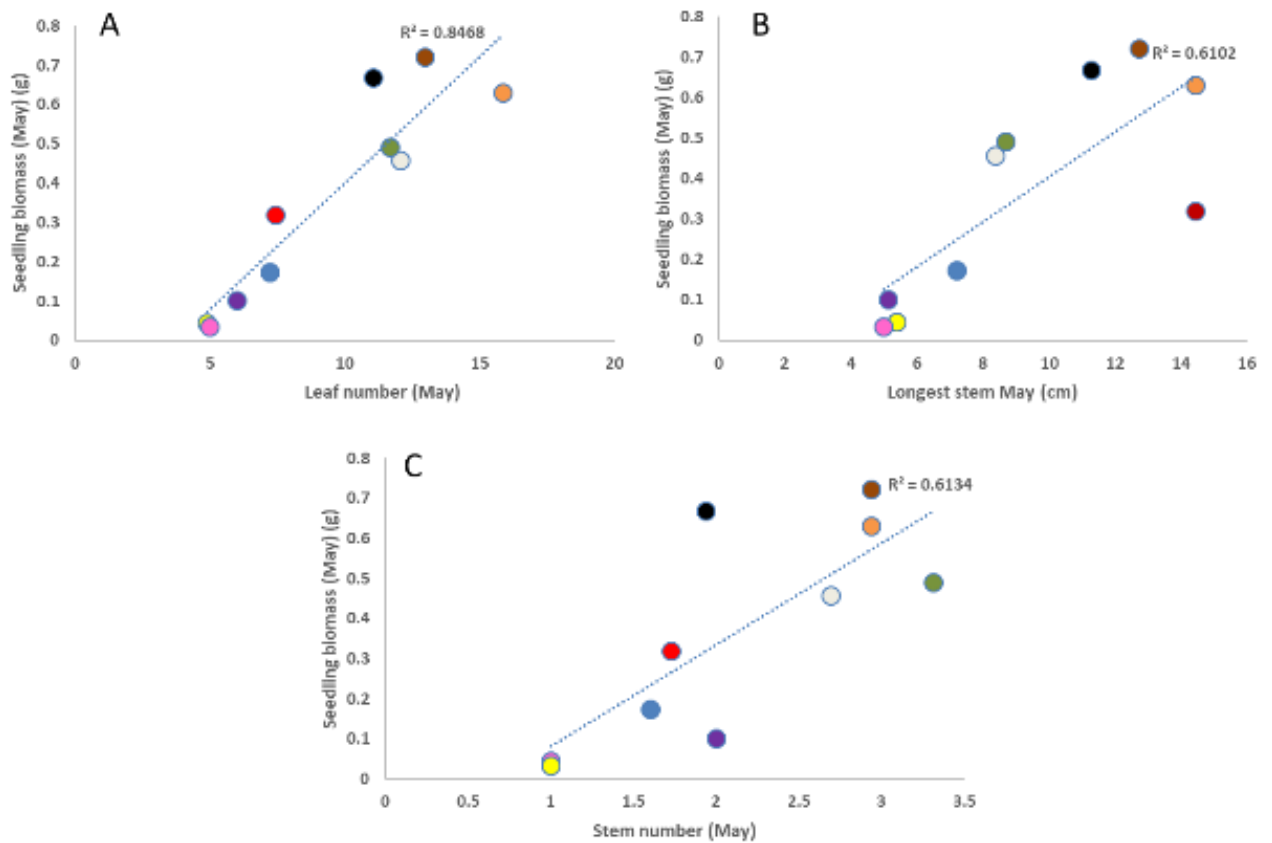 A
R² = 0.8468
Seedling biomass (May) (g)
0.8
0.7
0.6
0.5
0.4
0.3
0.2
0.1
0
0 5 10 15 20
Leaf number (May)
B
R² = 0.6102
Seedling biomass (May) (g)
0.8
0.7
0.6
0.5
0.4
0.3
0.2
0.1
0
0 2 4 6 8 10 12 14 16
Longest stem May (cm)
C
R² = 0.6134
Seedling biomass (May) (g)
0.8
0.7
0.6
0.5
0.4
0.3
0.2
0.1
0
0 0.5 1 1.5 2 2.5 3 3.5
Stem number (May)